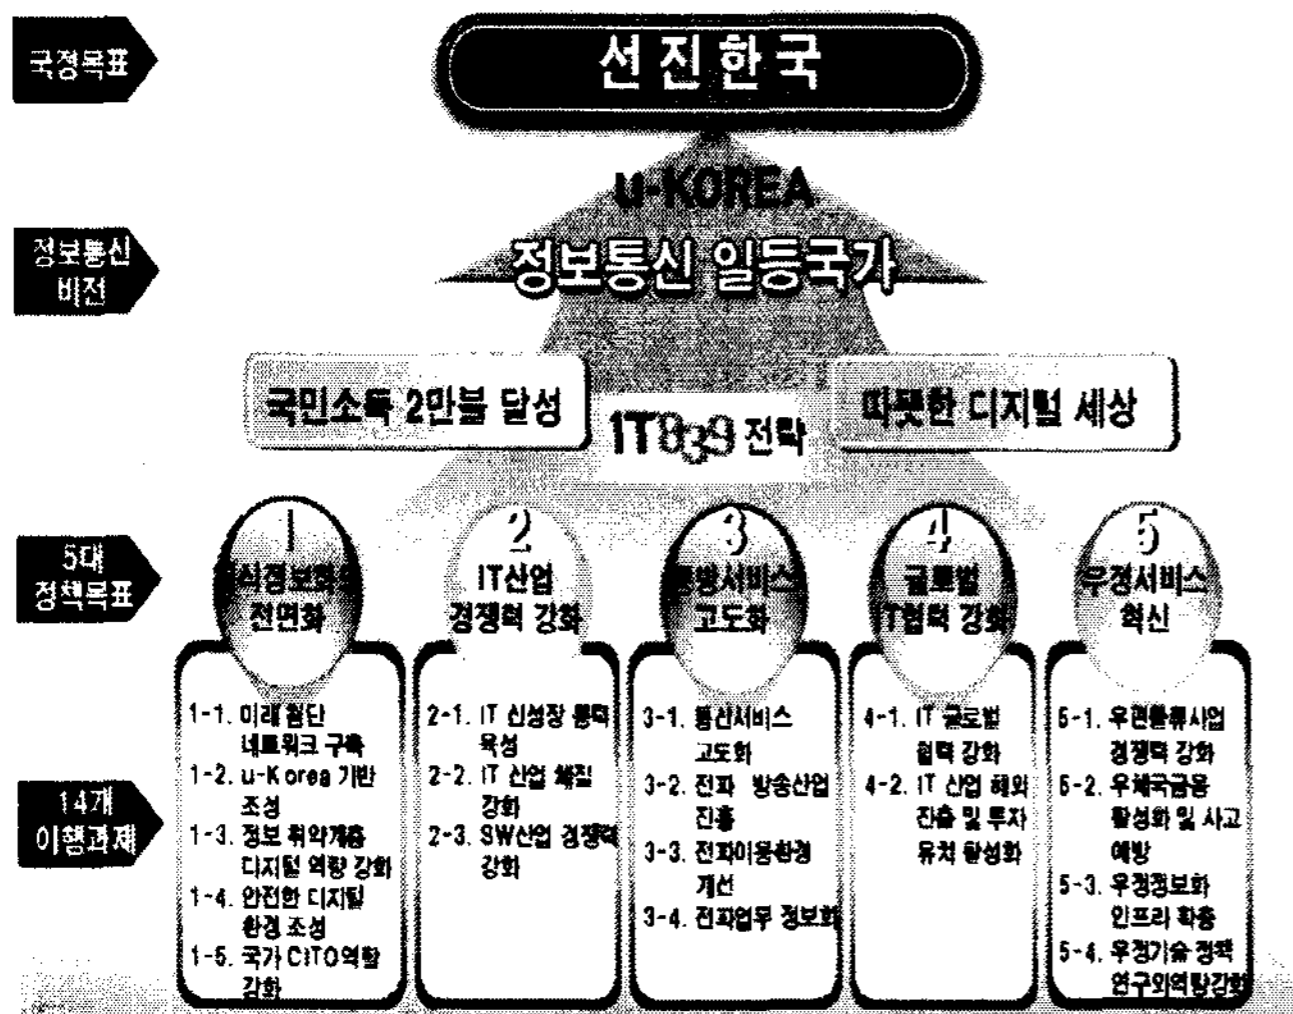 국정목표
선진한국
u-KOREA
정보통신 일등국가
정보통신
비전
국민소득 2만불 달성
IT839 전략
따뜻한 디지털 세상
5대
정책목표
1
전면화
2
IT산업
경쟁력 강화
3
통방서비스
고도화
4
글로벌
IT협력 강화
5
우정서비스
혁신
14개
이행과제
1-1. 미래 첨단
네트워크 구축
1-2. u-Korea 기반
조성
1-3. 정보 취약계층
디지털 역량 강화
1-4. 안전한 디지털
환경 조성
1-5. 국가 CITO역할
강화
2-1. IT 신성장 동력
육성
2-2. IT 산업 체질
강화
2-3. SW산업 경쟁력
강화
3-1. 통신서비스
고도화
3-2. 전파 방송산업
진흥
3-3. 전파이용환경
개선
3-4. 전파업무 정보화
4-1. IT 글로벌
협력 강화
4-2. IT 산업 해외
진출 및 투자
유치 활성화
5-1. 우편물류사업
경쟁력 강화
5-2. 우체국금융
활성화 및 사고
예방
5-3. 우정정보화
인프라 확충
5-4. 우정기술 정책
연구의역량강화